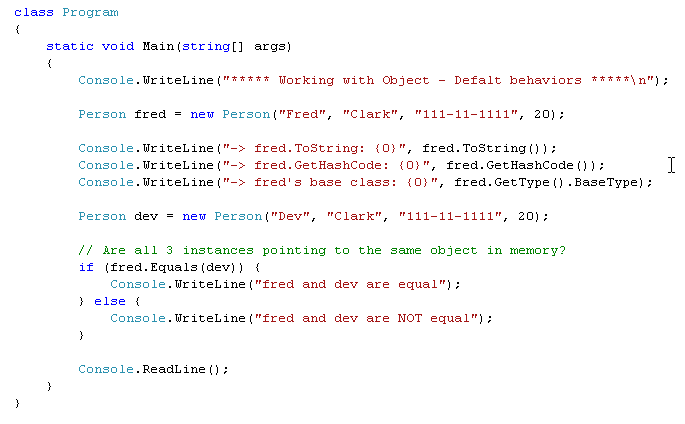 class Program
{
    static void Main(string[] args)
    {
        Console.WriteLine("***** Working with Object - Defalt behaviors *****\n");
        Person fred = new Person("Fred", "Clark", "111-11-1111", 20);
        Console.WriteLine("-> fred.ToString: {0}", fred.ToString());
        Console.WriteLine("-> fred.GetHashCode: {0}", fred.GetHashCode());
        Console.WriteLine("-> fred's base class: {0}", fred.GetType().BaseType);
        Person dev = new Person("Dev", "Clark", "111-11-1111", 20);
        // Are all 3 instances pointing to the same object in memory?
        if (fred.Equals(dev)) {
            Console.WriteLine("fred and dev are equal");
        } else {
            Console.WriteLine("fred and dev are NOT equal");
        }
        Console.ReadLine();
    }
}